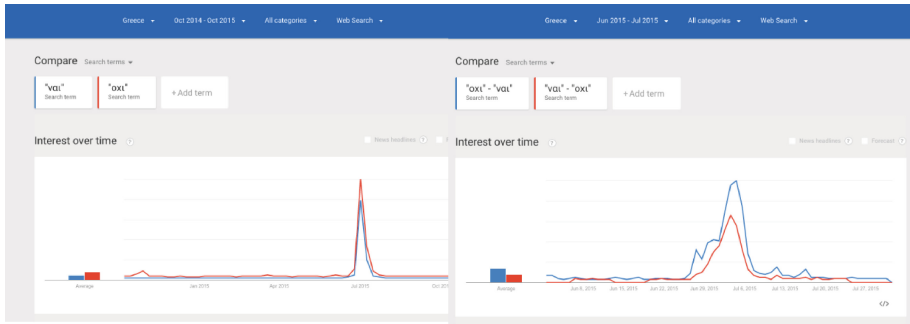 Greece Oct 2014 - Oct 2015 All categories Web Search
Compare Search terms
"ναι" "οχι" + Add term
Search term Search term
Interest over time ? News headlines ?
Average Jan 2015 Apr 2015 Jul 2015 Oct 201
Greece Jun 2015 - Jul 2015 All categories Web Search
Compare Search terms
"οχι" - "ναι" "ναι" - "οχι" + Add term
Search term Search term
Interest over time ? News headlines ? Forecast ?
Average Jun 8, 2015 Jun 15, 2015 Jun 22, 2015 Jun 29, 2015 Jul 6, 2015 Jul 13, 2015 Jul 20, 2015 Jul 27, 2015
</>